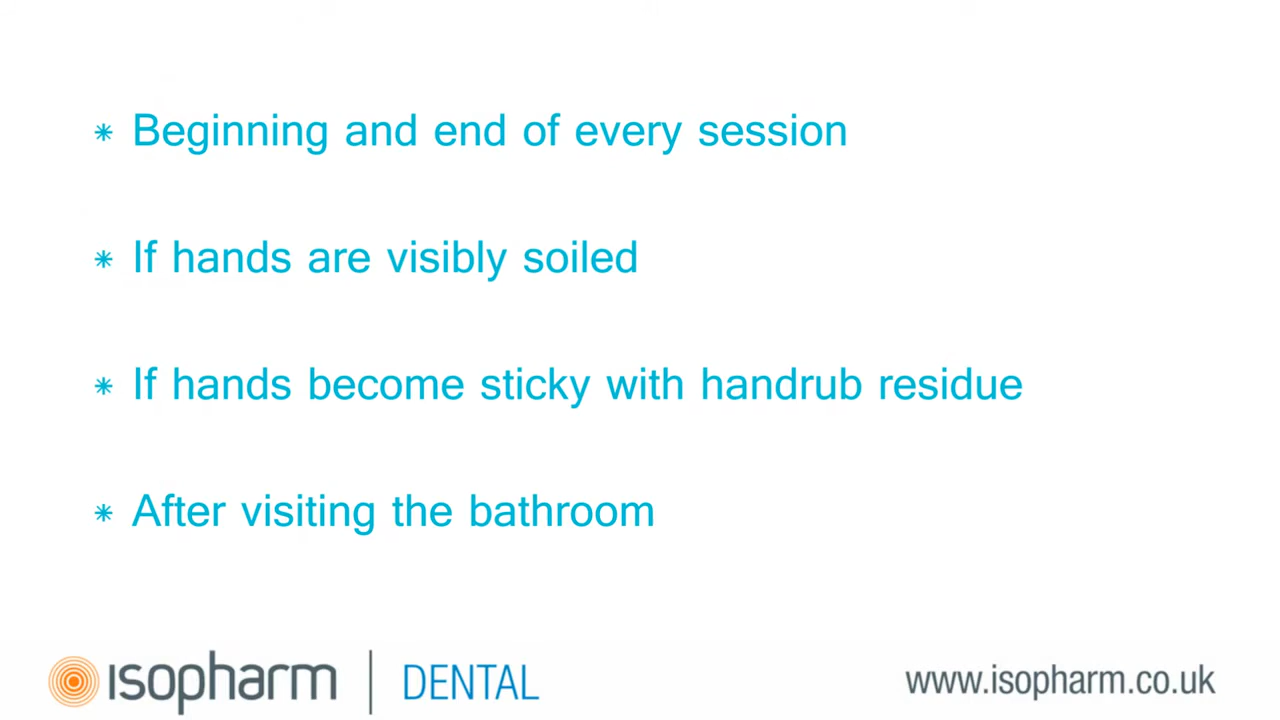 * Beginning and end of every session
* If hands are visibly soiled
* If hands become sticky with handrub residue
* After visiting the bathroom
isopharm | DENTAL
www.isopharm.co.uk